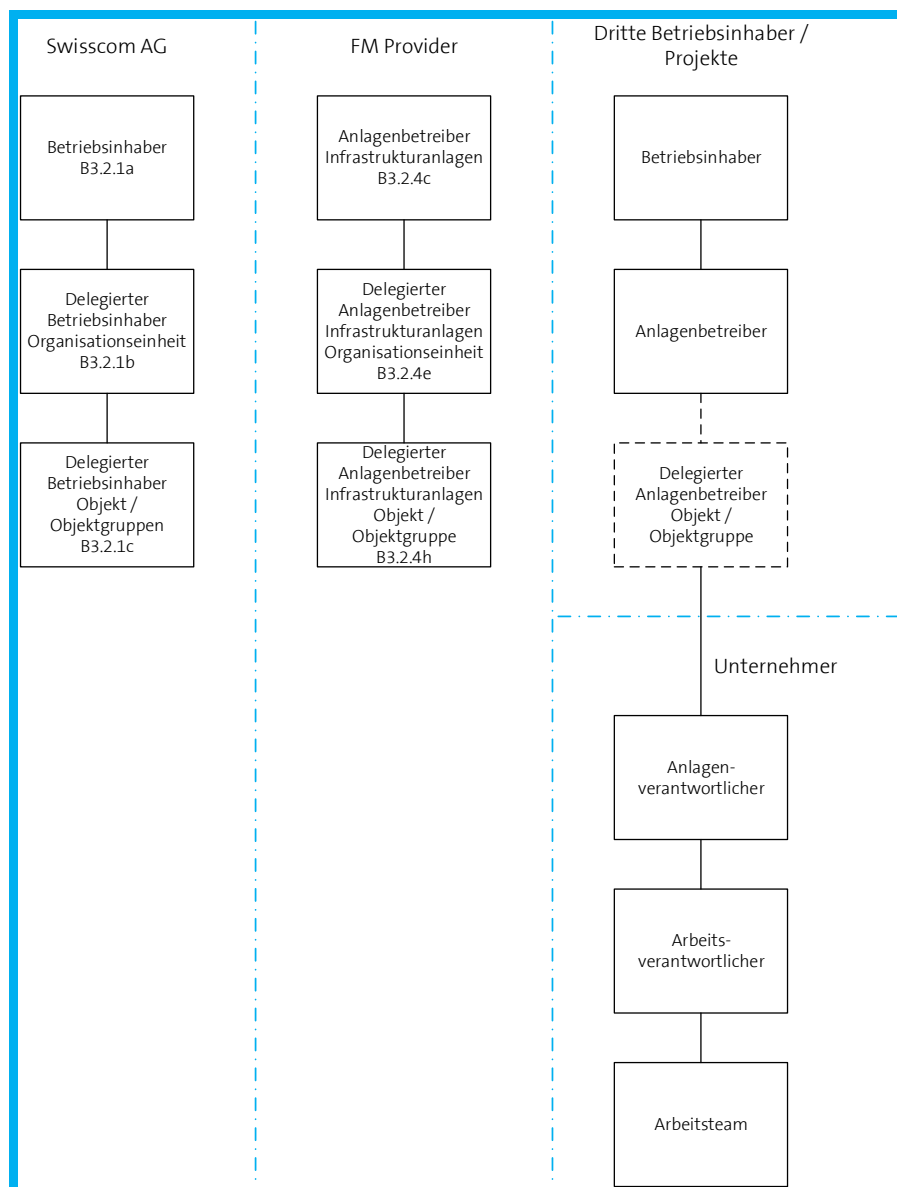 Swisscom AG
Betriebsinhaber
B3.2.1a
Delegierter
Betriebsinhaber
Organisationseinheit
B3.2.1b
Delegierter
Betriebsinhaber
Objekt /
Objektgruppen
B3.2.1c
FM Provider
Anlagenbetreiber
Infrastrukturanlagen
B3.2.4c
Delegierter
Anlagenbetreiber
Infrastrukturanlagen
Organisationseinheit
B3.2.4e
Delegierter
Anlagenbetreiber
Infrastrukturanlagen
Objekt /
Objektgruppe
B3.2.4h
Dritte Betriebsinhaber /
Projekte
Betriebsinhaber
Anlagenbetreiber
Delegierter
Anlagenbetreiber
Objekt /
Objektgruppe
Unternehmer
Anlagen-
verantwortlicher
Arbeits-
verantwortlicher
Arbeitsteam